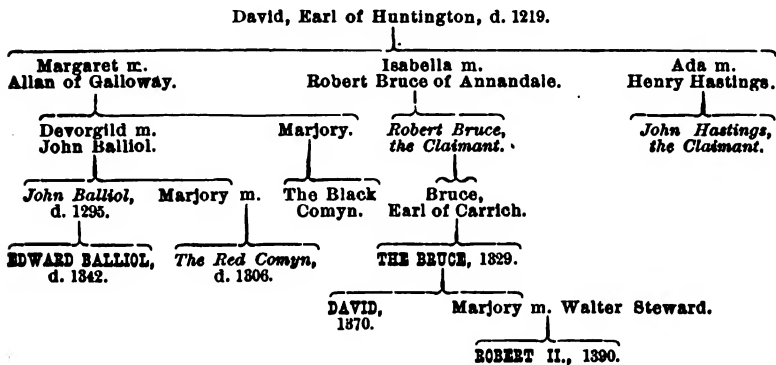 David, Earl of Huntington, d. 1219.
Margaret m. Isabella m. Ada m.
Allan of Galloway. Robert Bruce of Annandale. Henry Hastings.
Devorgild m. Marjory. Robert Bruce, John Hastings,
John Balliol. the Claimant. the Claimant.
John Balliol, Marjory m. The Black Bruce,
d. 1295. Comyn. Earl of Carrich.
EDWARD BALLIOL, The Red Comyn, THE BRUCE, 1329.
d. 1342. d. 1306.
DAVID, Marjory m. Walter Steward.
1370.
ROBERT II., 1390.